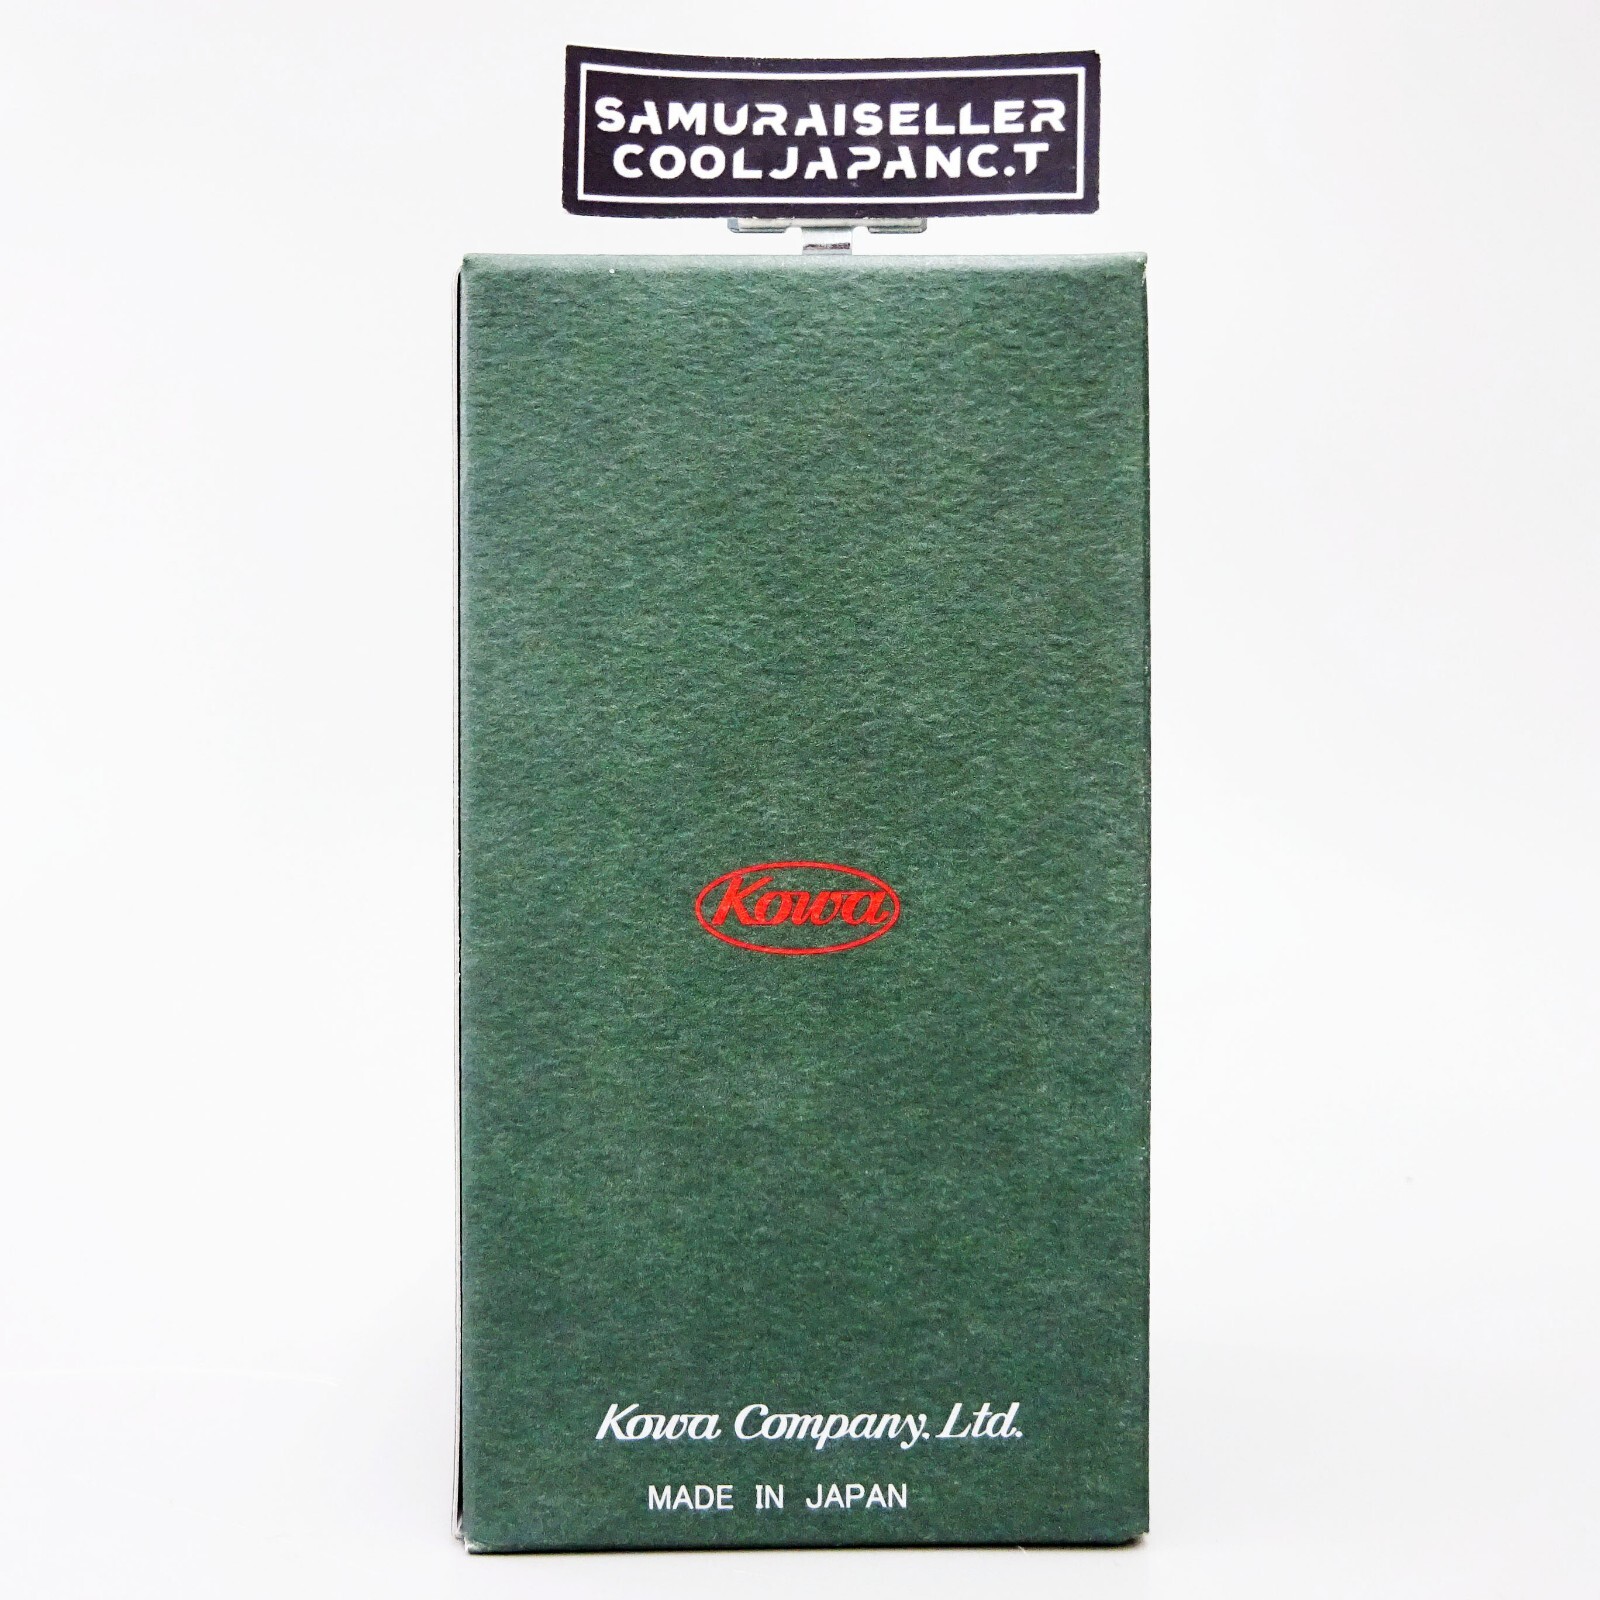 SAMURAISELLER
COOLJAPANC.T
Kowa
Kowa Company, Ltd.
MADE IN JAPAN